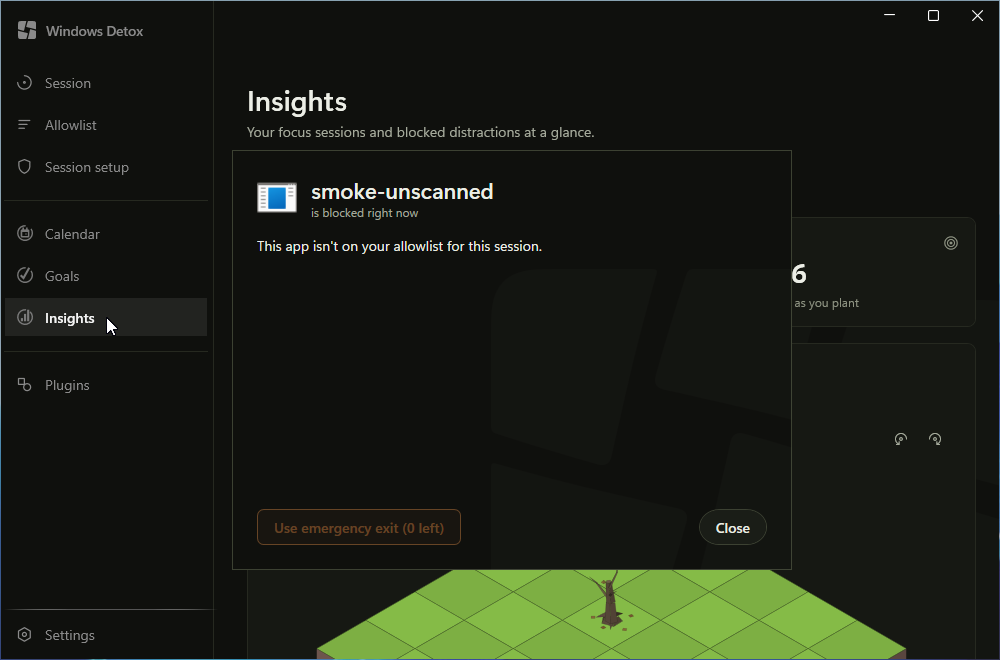 Windows Detox
Session
Allowlist
Session setup
Calendar
Goals
Insights
Plugins
Settings
Insights
Your focus sessions and blocked distractions at a glance.
smoke-unscanned
is blocked right now
This app isn't on your allowlist for this session.
Use emergency exit (0 left)
Close
6
as you plant